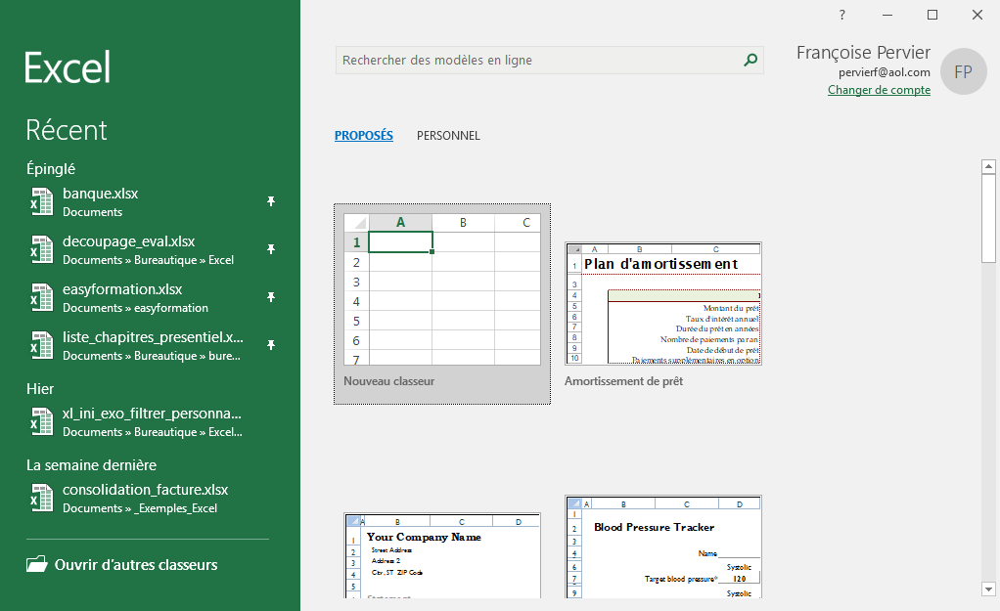 ?
Excel
Récent
Épinglé
banque.xlsx
Documents
decoupage_eval.xlsx
Documents » Bureautique » Excel
easyformation.xlsx
Documents » easyformation
liste_chapitres_presentiel.x...
Documents » Bureautique » bure...
Hier
xl_ini_exo_filtrer_personna...
Documents » Bureautique » Excel...
La semaine dernière
consolidation_facture.xlsx
Documents » _Exemples_Excel
Ouvrir d'autres classeurs
Rechercher des modèles en ligne
Françoise Pervier
pervierf@aol.com
Changer de compte
FP
PROPOSÉS PERSONNEL
A B C
1
2
3
4
5
6
7
Nouveau classeur
A B C
1 Plan d'amortissement
3
4
5 Montant du prêt
6 Taux d'intérêt annuel
7 Durée du prêt en années
8 Nombre de paiements par an
9 Date de début de prêt
10 Paiements supplémentaires en option
Amortissement de prêt
A B C D
1 Your Company Name
2 Street Address
3 Address 2
4 City, ST ZIP Code
5
Statement
A B C D
1
2 Blood Pressure Tracker
3
4 Name
6 Systolic
7 Target blood pressure* 120
9 Systolic